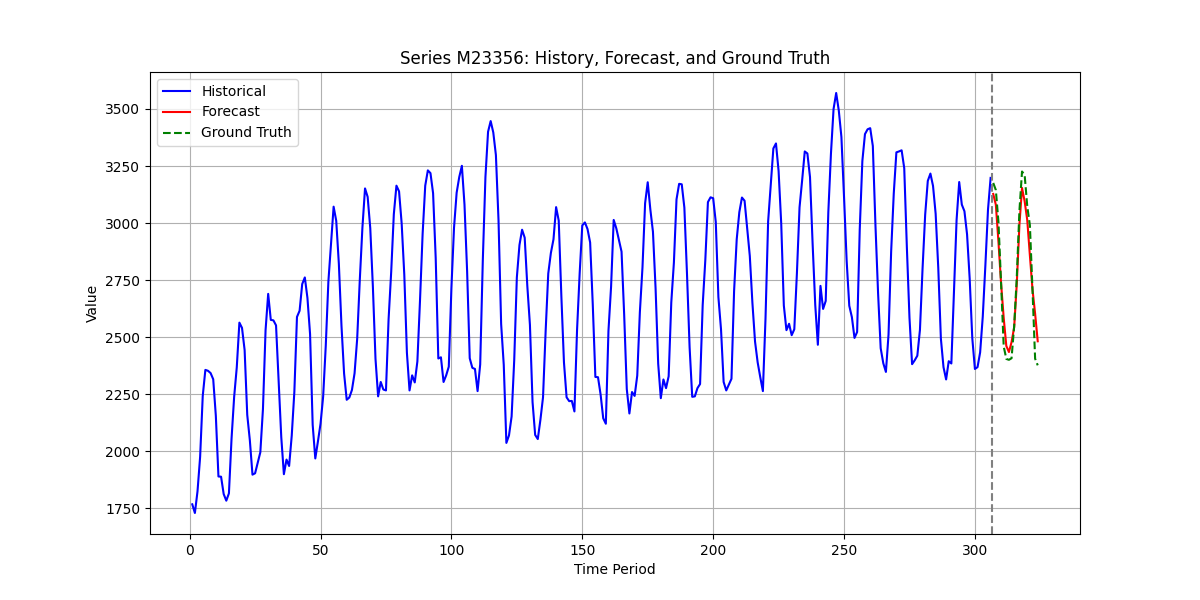 Series M23356: History, Forecast, and Ground Truth
Historical
Forecast
Ground Truth
Value
3500
3250
3000
2750
2500
2250
2000
1750
0 50 100 150 200 250 300
Time Period